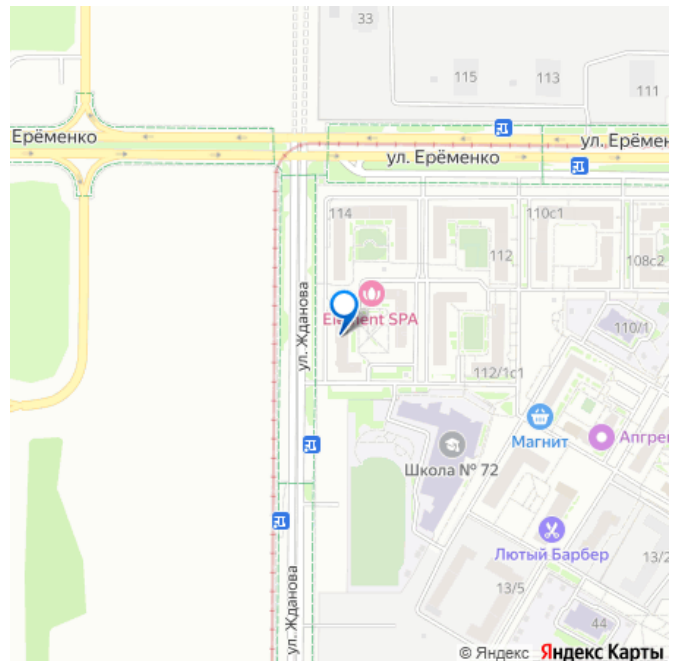 33
115
113
111
Ерёменко
ул. Ерёменко
ул. Ерёмен
114
110с1
112
108с2
ул. Жданова
Element SPA
110/1
112/1с1
Магнит
Апгрей
Школа № 72
Лютый Барбер
13/2
13/5
ул. Жданова
44
© Яндекс Яндекс Карты